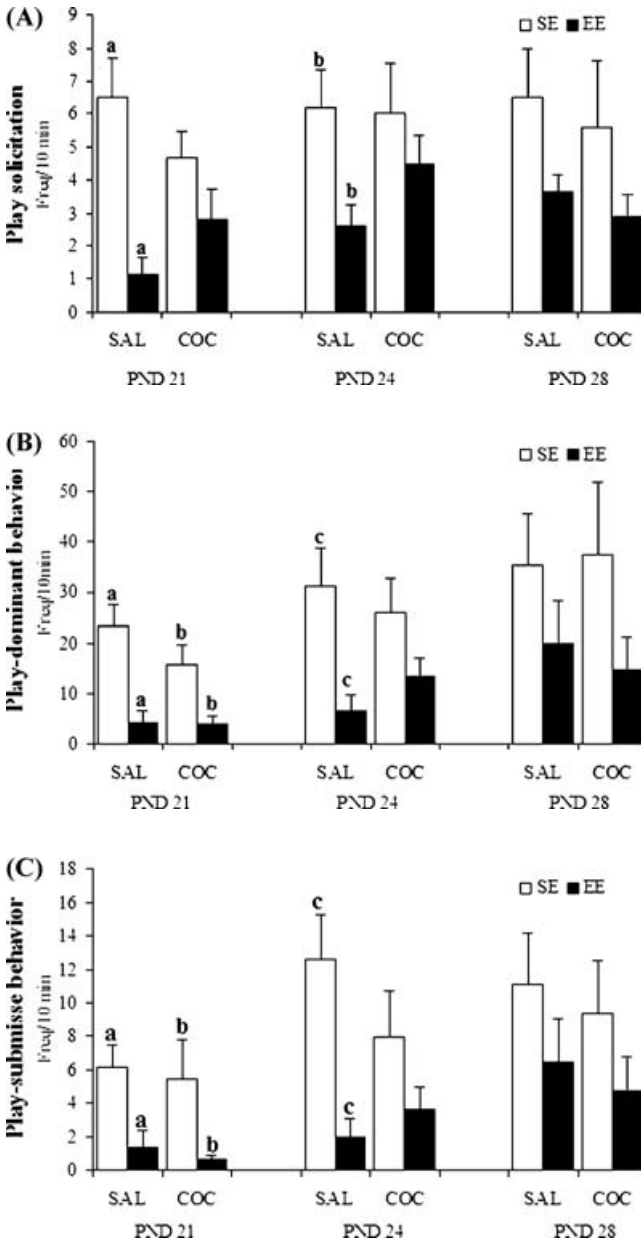 (A)
Play solicitation
Freq/10 min
9
8
7
6
5
4
3
2
1
0
SE EE
a
a
b
b
SAL COC SAL COC SAL COC
PND 21 PND 24 PND 28
(B)
Play-dominant behavior
Freq/10min
60
50
40
30
20
10
0
SE EE
a
a
b
b
c
c
SAL COC SAL COC SAL COC
PND 21 PND 24 PND 28
(C)
Play-submisse behavior
Freq/10 min
18
16
14
12
10
8
6
4
2
0
SE EE
a
a
b
b
c
c
SAL COC SAL COC SAL COC
PND 21 PND 24 PND 28